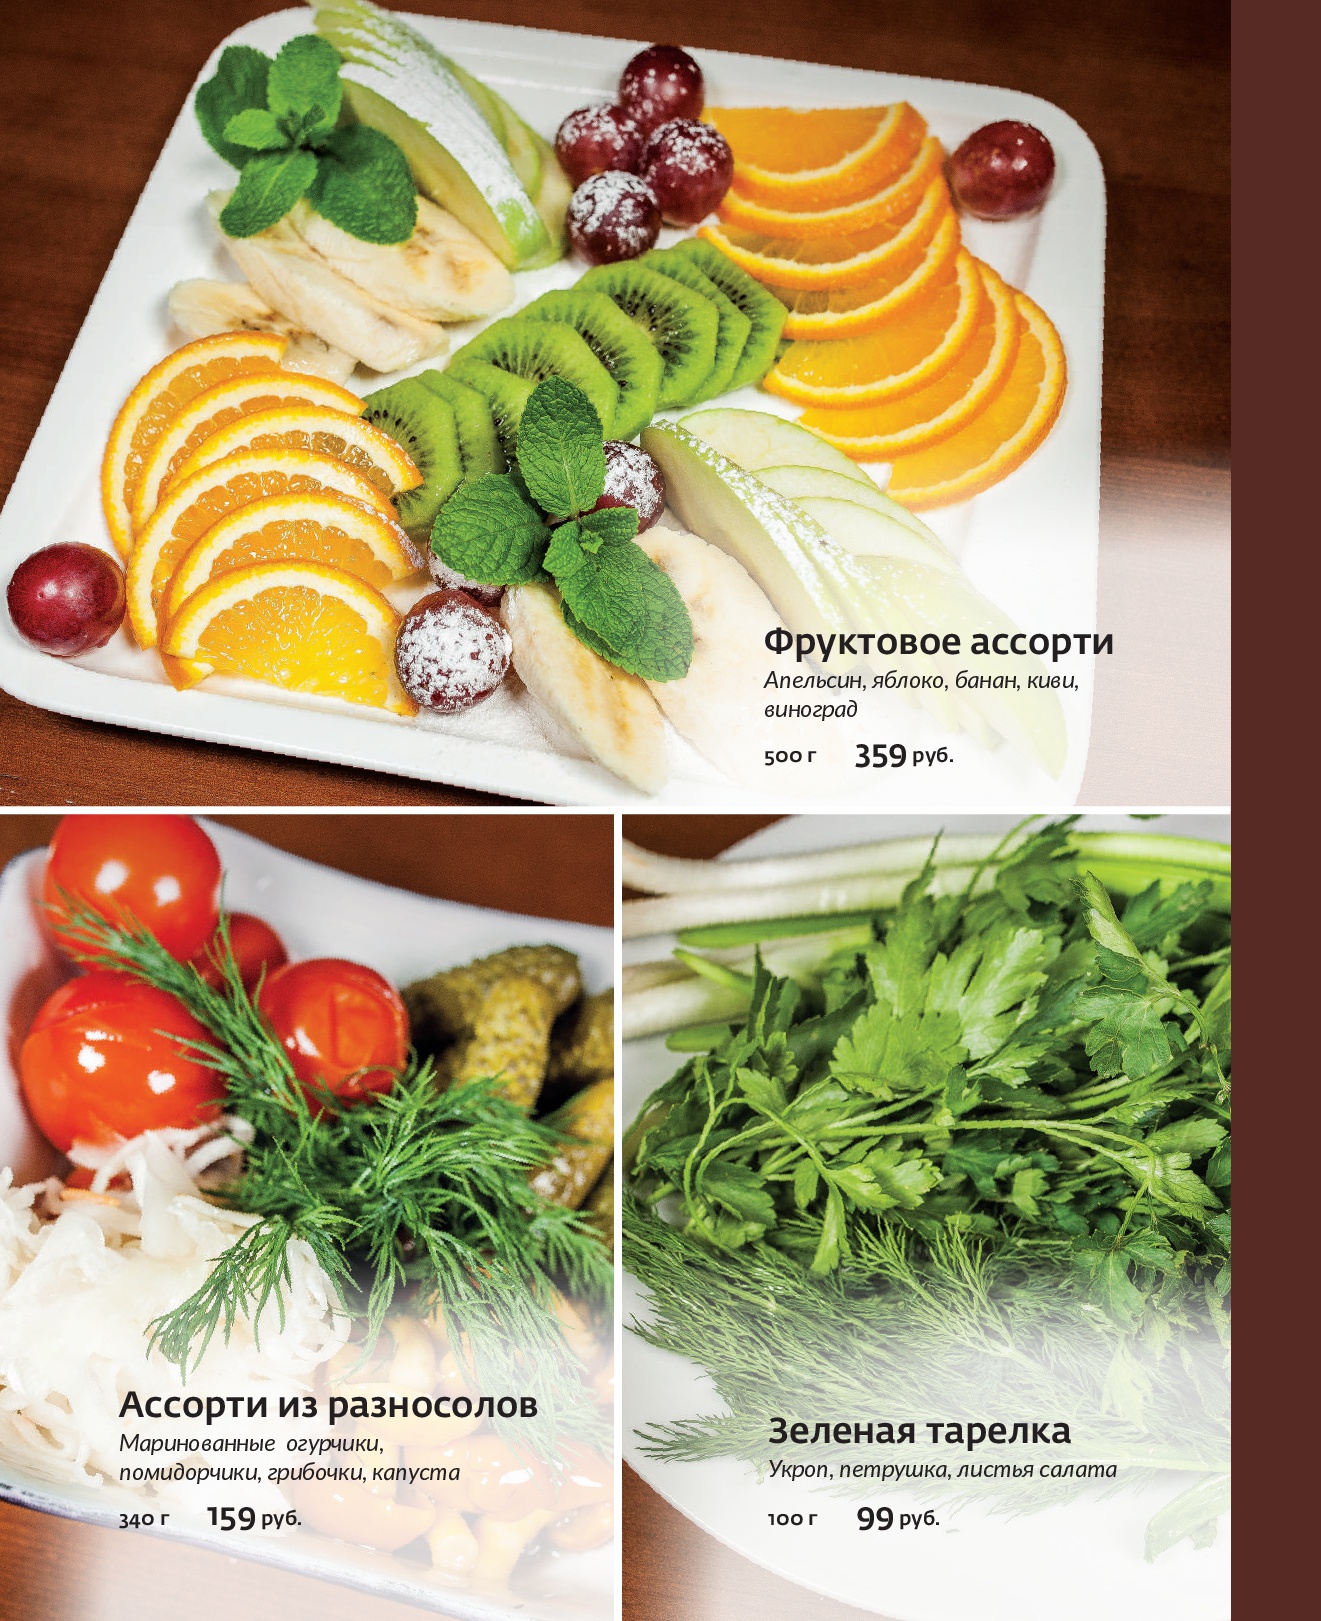 Фруктовое ассорти
Апельсин, яблоко, банан, киви,
виноград
500 г 359 руб.
Ассорти из разносолов
Маринованные огурчики,
помидорчики, грибочки, капуста
340 г 159 руб.
Зеленая тарелка
Укроп, петрушка, листья салата
100 г 99 руб.